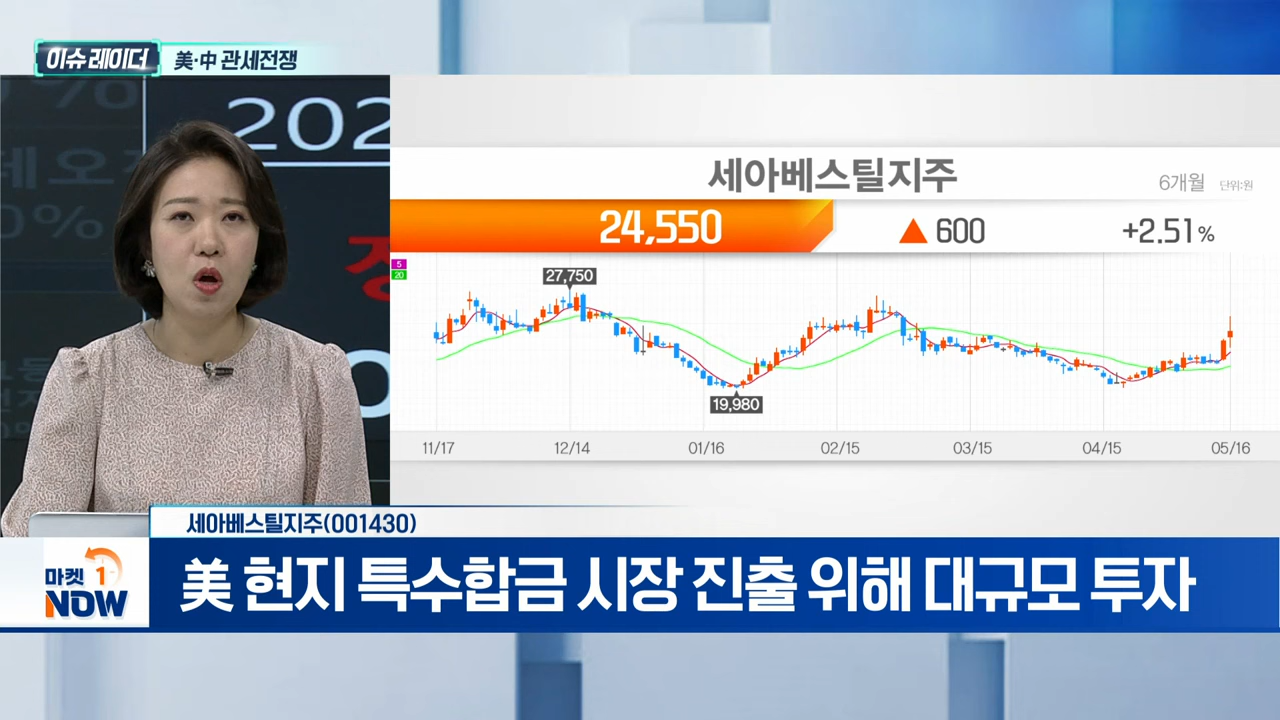 이슈 레이더
美·中 관세전쟁
202
0%
세아베스틸지주
6개월 단위:원
24,550 ▲ 600 +2.51%
5
20
27,750
19,980
11/17 12/14 01/16 02/15 03/15 04/15 05/16
세아베스틸지주(001430)
마켓 1
NOW
美 현지 특수합금 시장 진출 위해 대규모 투자